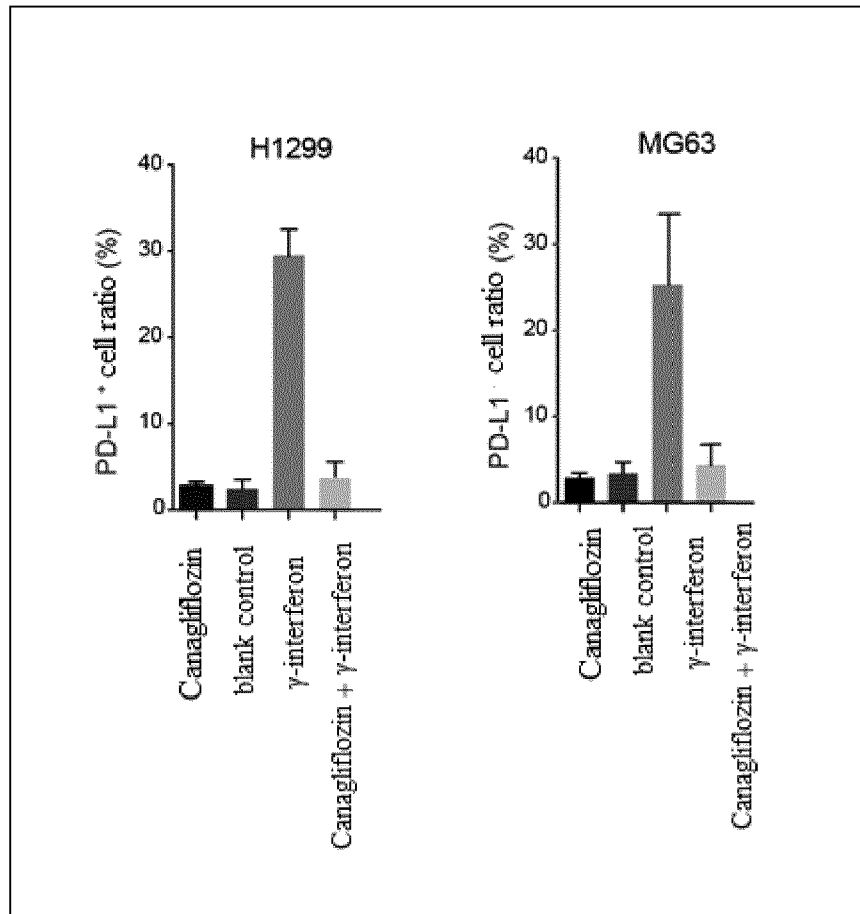 H1299
PD-L1 + cell ratio (%)
40
30
20
10
0
Canagliflozin
blank control
γ-interferon
Canagliflozin + γ-interferon
MG63
PD-L1 · cell ratio (%)
40
30
20
10
0
Canagliflozin
blank control
γ-interferon
Canagliflozin + γ-interferon